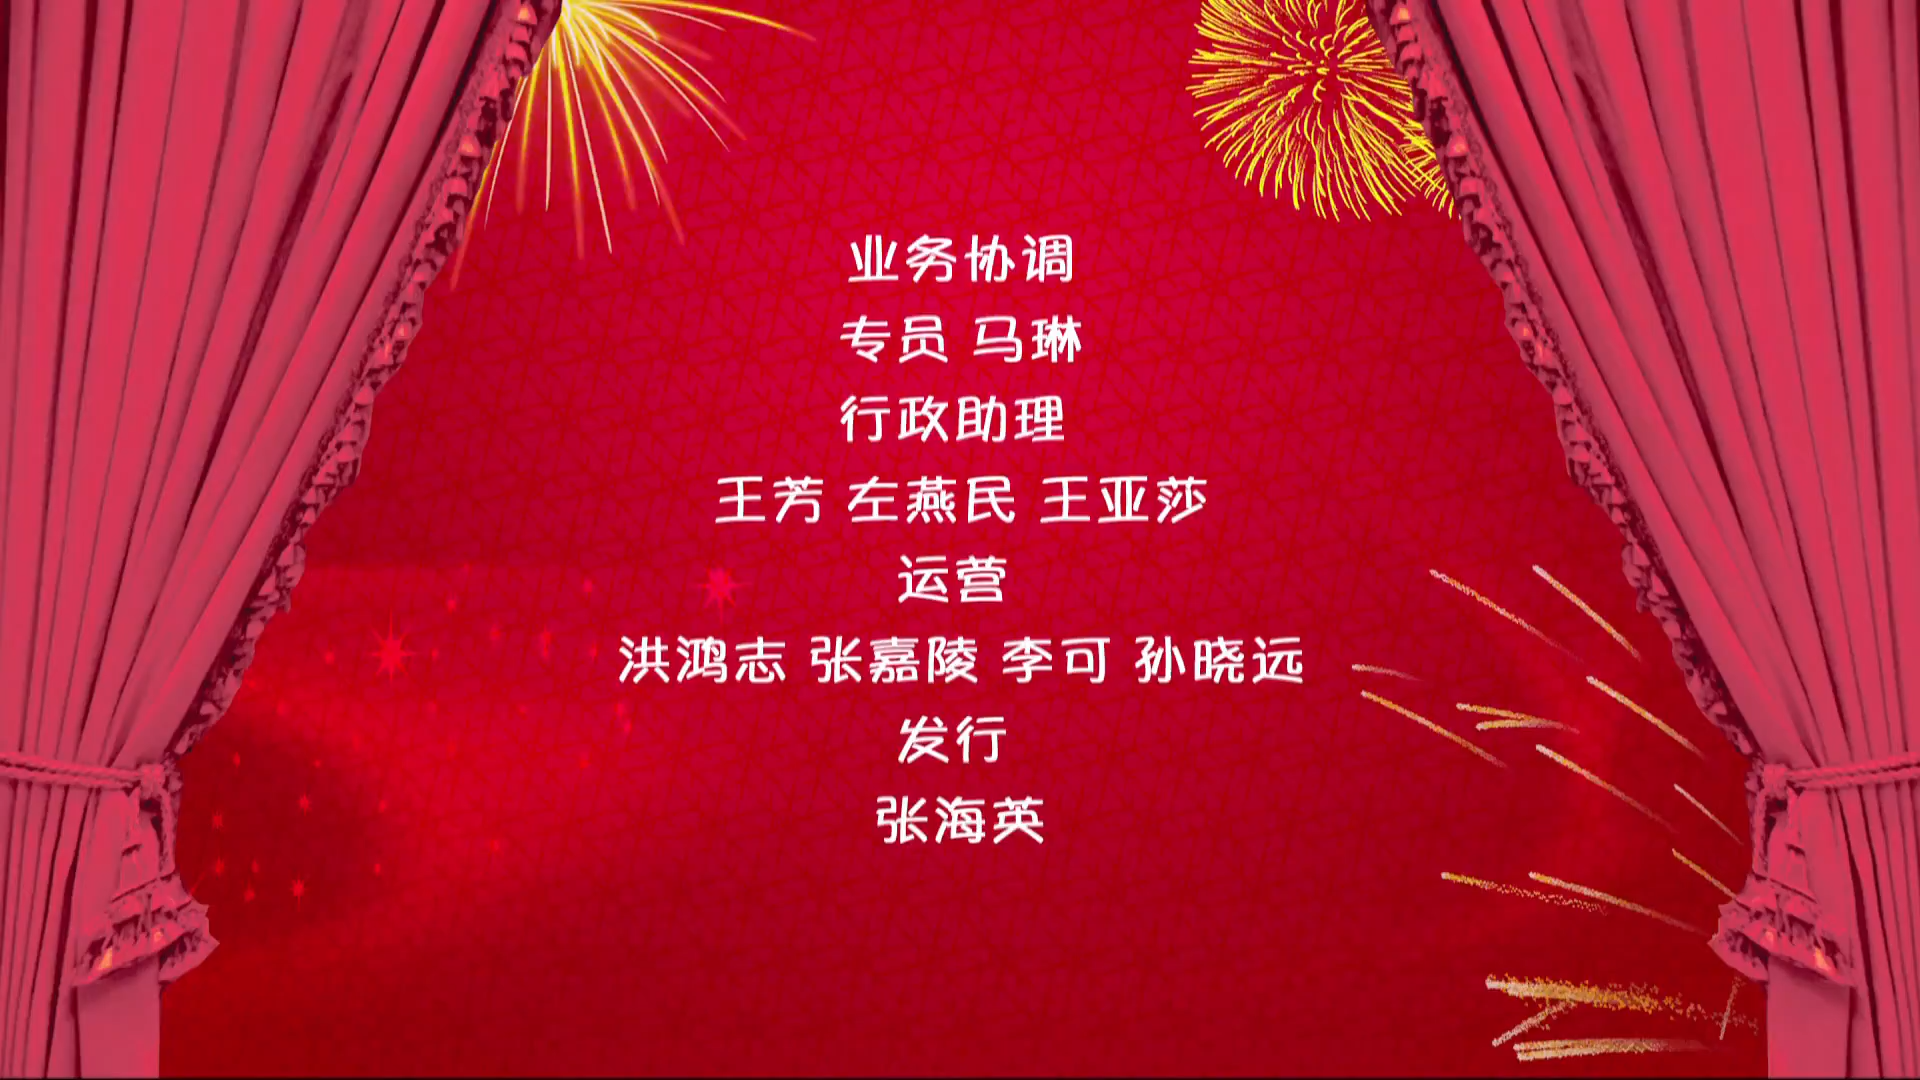 业务协调
专员 马琳
行政助理
王芳 左燕民 王亚莎
运营
洪鸿志 张嘉陵 李可 孙晓远
发行
张海英